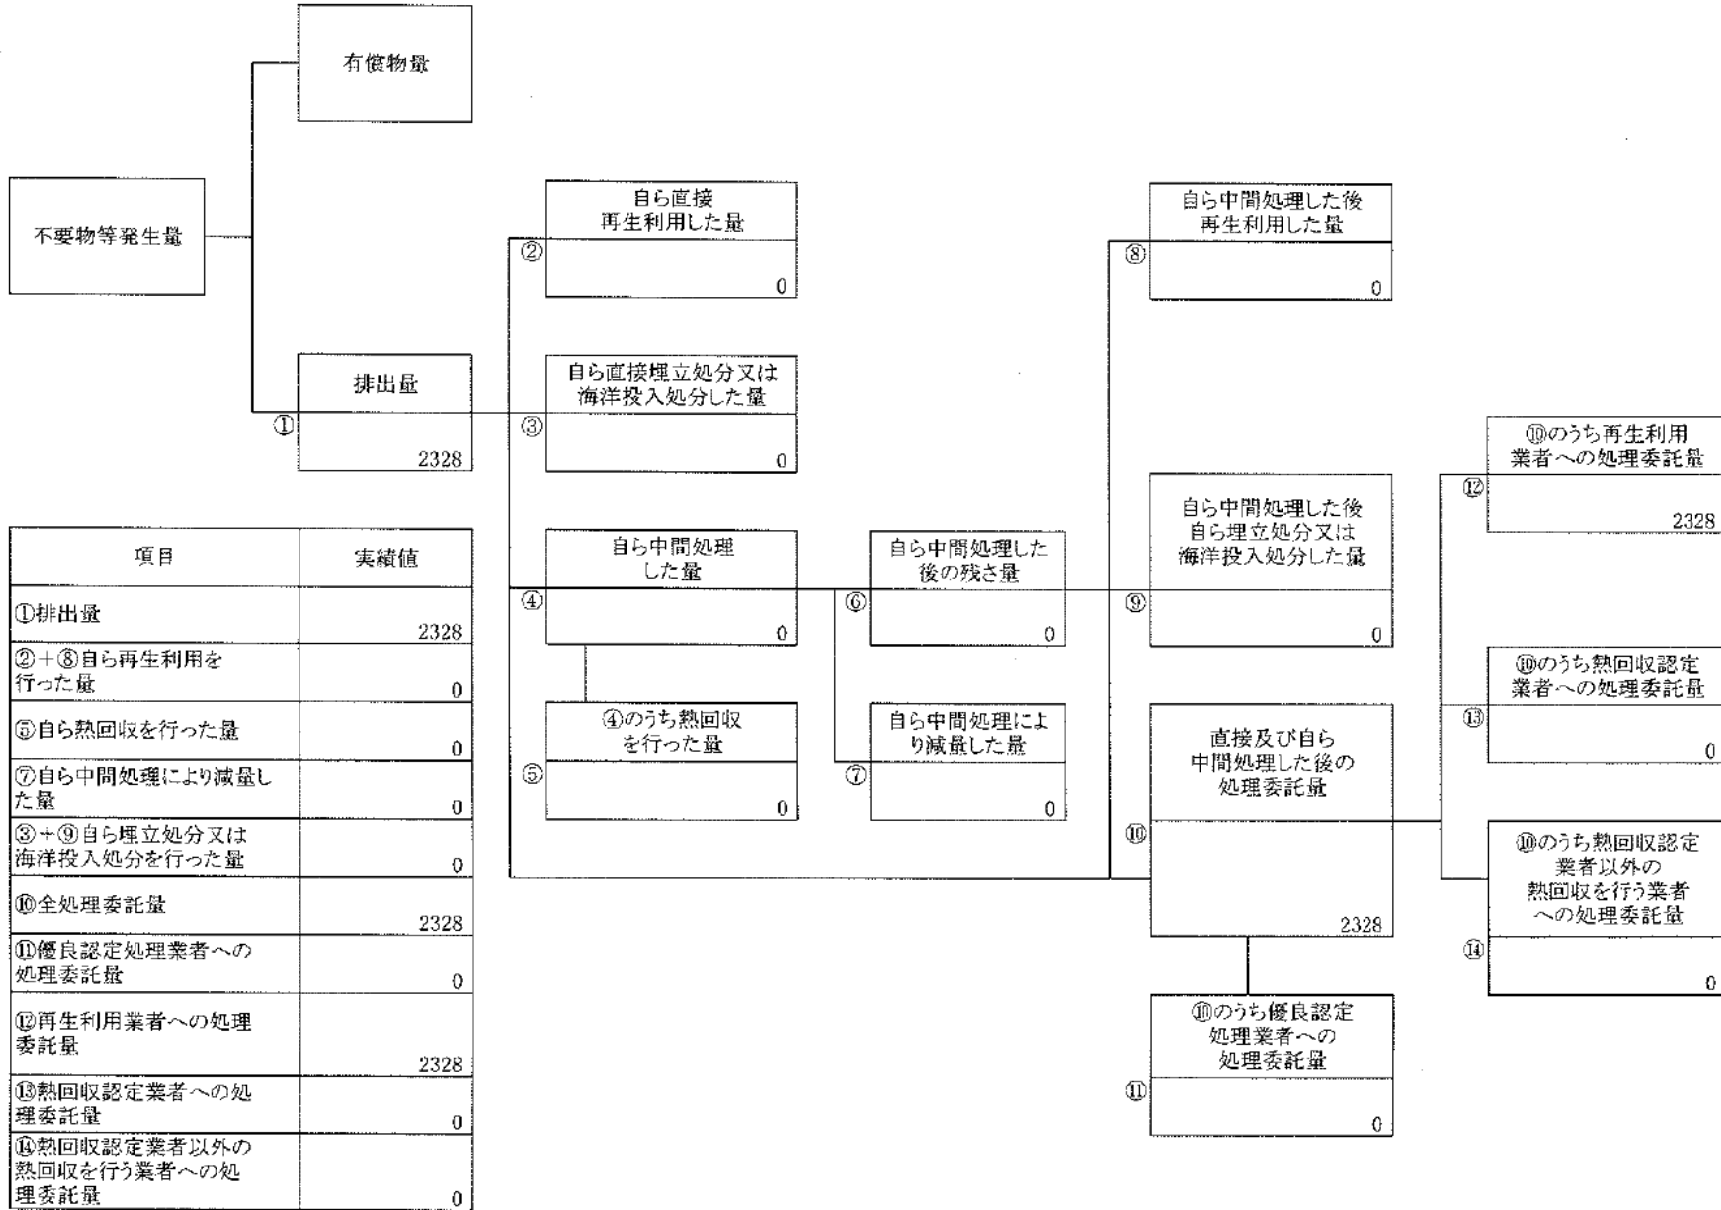 有償物量
不要物等発生量
自ら直接
再生利用した量
②
0
自ら中間処理した後
再生利用した量
⑧
0
排出量
①
2328
自ら直接埋立処分又は
海洋投入処分した量
③
0
自ら中間処理
した量
④
0
自ら中間処理した
後の残さ量
⑥
0
自ら中間処理した後
自ら埋立処分又は
海洋投入処分した量
⑨
0
⑩のうち再生利用
業者への処理委託量
⑫
2328
④のうち熱回収
を行った量
⑤
0
自ら中間処理によ
り減量した量
⑦
0
直接及び自ら
中間処理した後の
処理委託量
⑩
2328
⑩のうち熱回収認定
業者への処理委託量
⑬
0
⑩のうち熱回収認定
業者以外の
熱回収を行う業者
への処理委託量
⑭
0
⑩のうち優良認定
処理業者への
処理委託量
⑪
0
項目 実績値
①排出量
2328
②+⑧自ら再生利用を
行った量
0
⑤自ら熱回収を行った量
0
⑦自ら中間処理により減量し
た量
0
③+⑨自ら埋立処分又は
海洋投入処分を行った量
0
⑩全処理委託量
2328
⑪優良認定処理業者への
処理委託量
0
⑫再生利用業者への処理
委託量
2328
⑬熱回収認定業者への処
理委託量
0
⑭熱回収認定業者以外の
熱回収を行う業者への処
理委託量
0